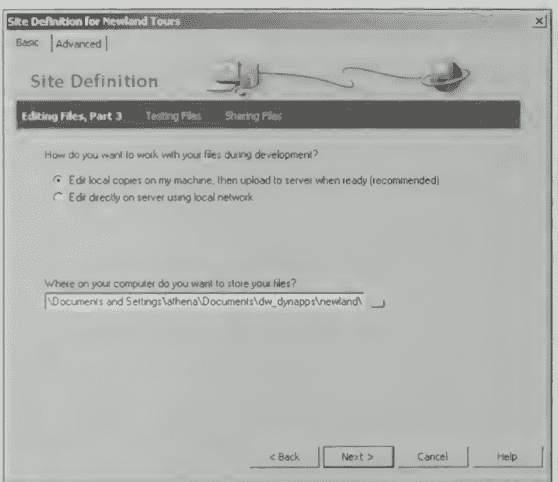 Site Definition for Newland Tours
Basic Advanced
Site Definition
Editing Files, Part 3 Testing Files Sharing Files
How do you want to work with your files during development?
Edit local copies on my machine, then upload to server when ready (recommended)
Edit directly on server using local network
Where on your computer do you want to store your files?
\Documents and Settings\athena\Documents\dw_dynapps\newland\
< Back Next > Cancel Help